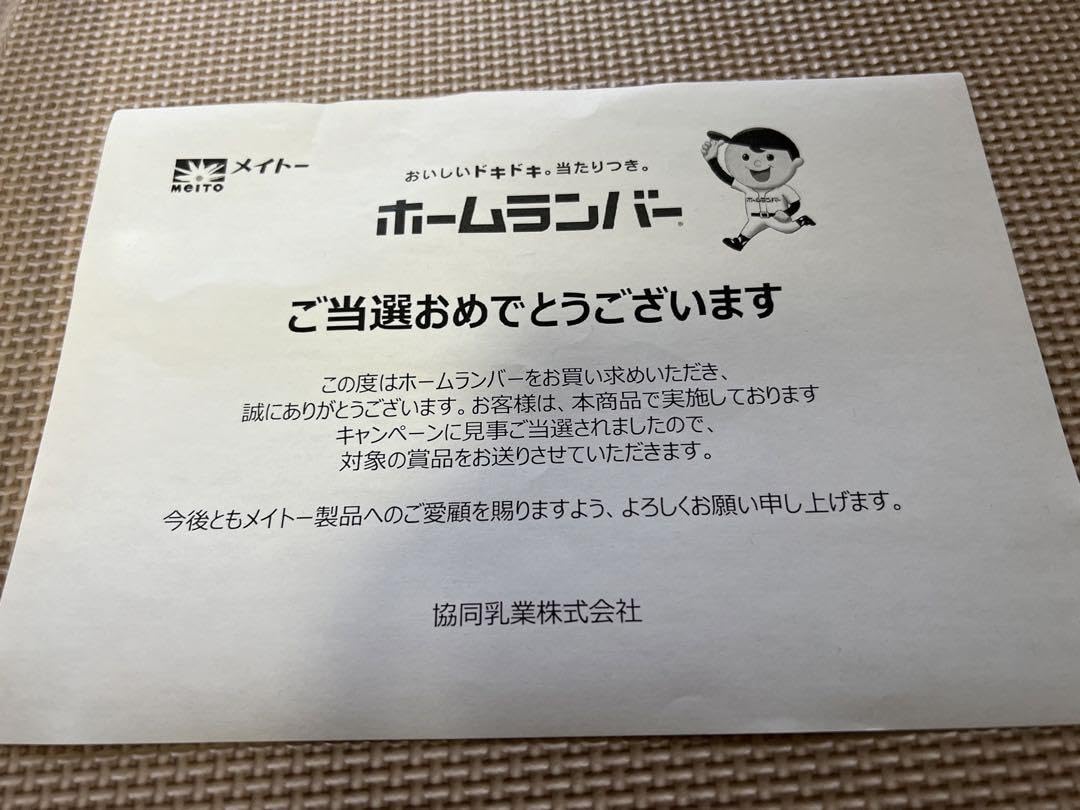 メイトー
MEITO
おいしいドキドキ。当たりつき。
ホームランバー®
ホームランバー
ご当選おめでとうございます
この度はホームランバーをお買い求めいただき、
誠にありがとうございます。お客様は、本商品で実施しております
キャンペーンに見事ご当選されましたので、
対象の賞品をお送りさせていただきます。
今後ともメイトー製品へのご愛顧を賜りますよう、よろしくお願い申し上げます。
協同乳業株式会社